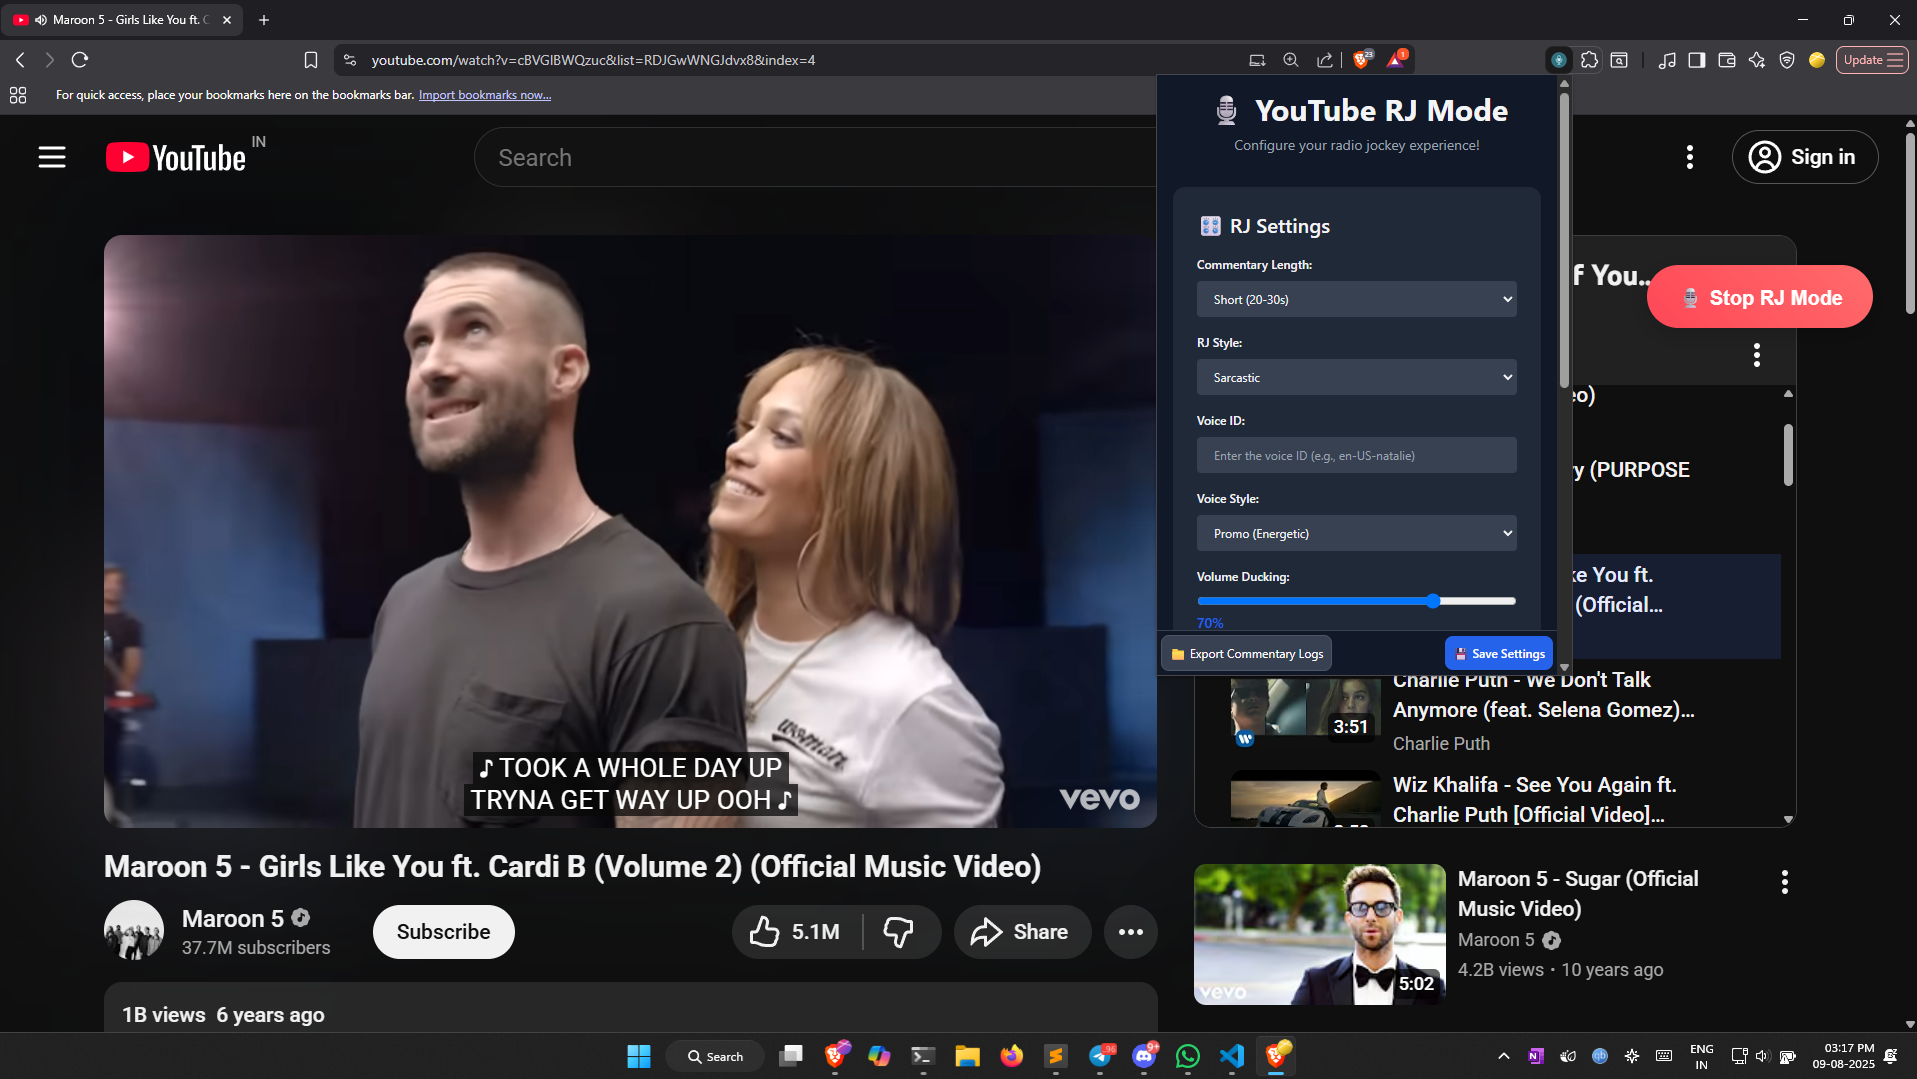 Maroon 5 - Girls Like You ft. C
youtube.com/watch?v=cBVGIBWQzuc&list=RDJGwWNGJdvx8&index=4
23
1
Update
For quick access, place your bookmarks here on the bookmarks bar. Import bookmarks now...
YouTube IN
Search
Sign in
YouTube RJ Mode
Configure your radio jockey experience!
RJ Settings
Commentary Length:
Short (20-30s)
RJ Style:
Sarcastic
Voice ID:
Enter the voice ID (e.g., en-US-natalie)
Voice Style:
Promo (Energetic)
Volume Ducking:
70%
Export Commentary Logs
Save Settings
f You...
Stop RJ Mode
eo)
y (PURPOSE
ke You ft.
(Official...
Charlie Puth - We Don't Talk
Anymore (feat. Selena Gomez)...
Charlie Puth
3:51
Wiz Khalifa - See You Again ft.
Charlie Puth [Official Video]...
woman
♪ TOOK A WHOLE DAY UP
TRYNA GET WAY UP OOH ♪
vevo
Maroon 5 - Girls Like You ft. Cardi B (Volume 2) (Official Music Video)
Maroon 5
37.7M subscribers
Subscribe
5.1M
Share
1B views 6 years ago
Maroon 5 - Sugar (Official
Music Video)
Maroon 5
4.2B views • 10 years ago
vevo
5:02
Search
96
9+
ENG
IN
03:17 PM
09-08-2025